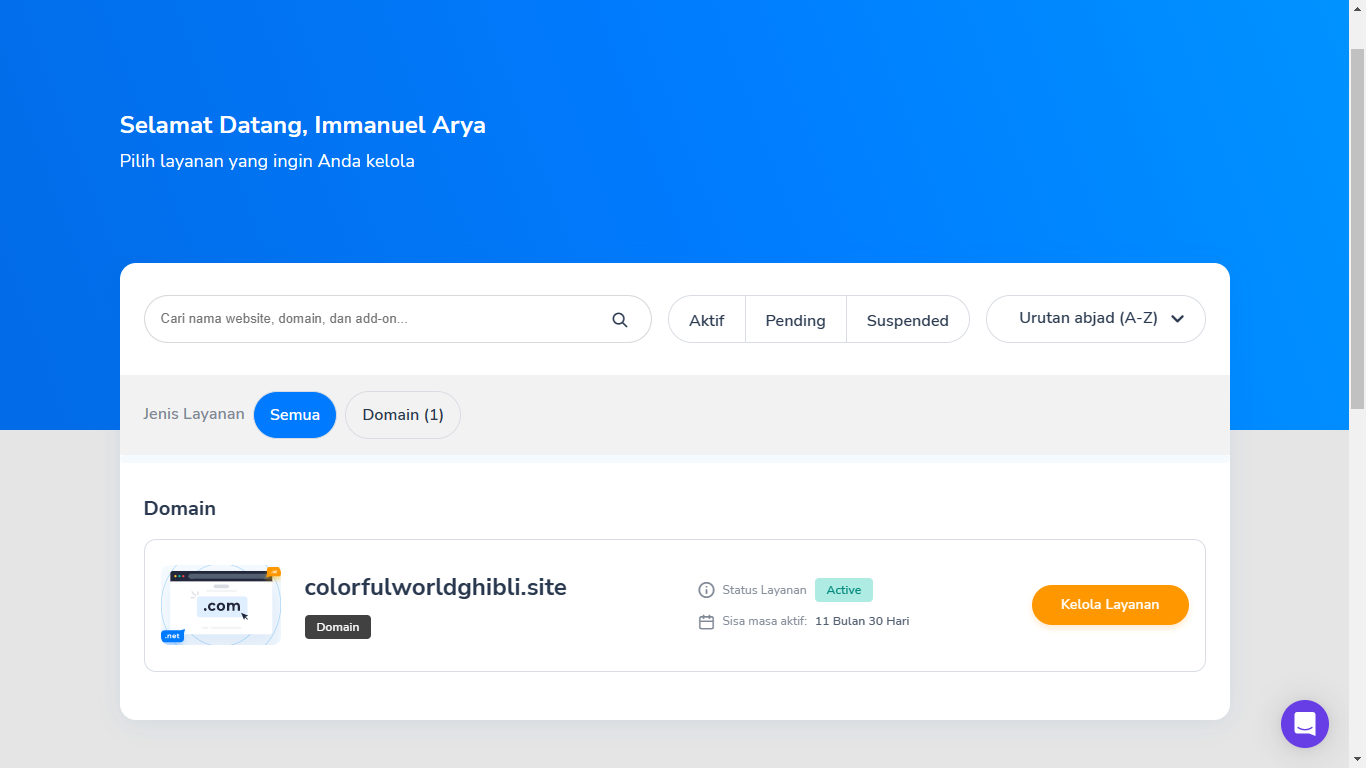 Selamat Datang, Immanuel Arya
Pilih layanan yang ingin Anda kelola
Cari nama website, domain, dan add-on...
Aktif
Pending
Suspended
Urutan abjad (A-Z)
Jenis Layanan
Semua
Domain (1)
Domain
.com
.net
colorfulworldghibli.site
Domain
Status Layanan
Active
Sisa masa aktif:
11 Bulan 30 Hari
Kelola Layanan